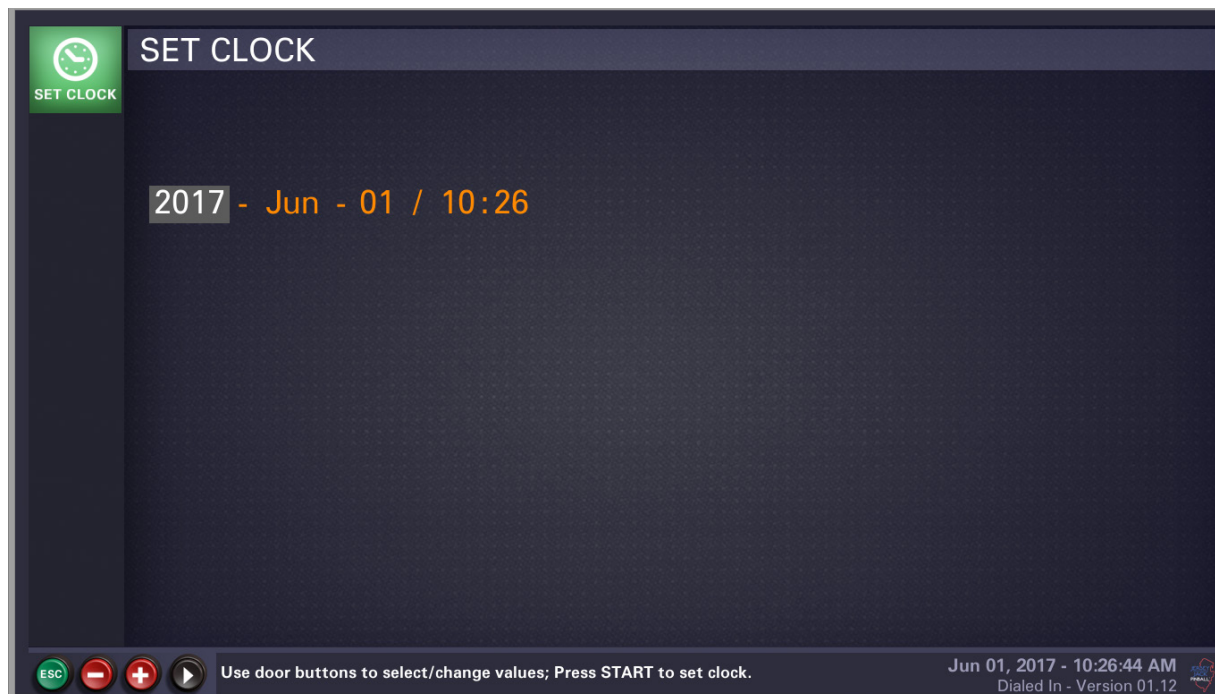 SET CLOCK
SET CLOCK
2017 - Jun - 01 / 10:26
ESC
Use door buttons to select/change values; Press START to set clock.
Jun 01, 2017 - 10:26:44 AM
Dialed In - Version 01.12
PINBALL